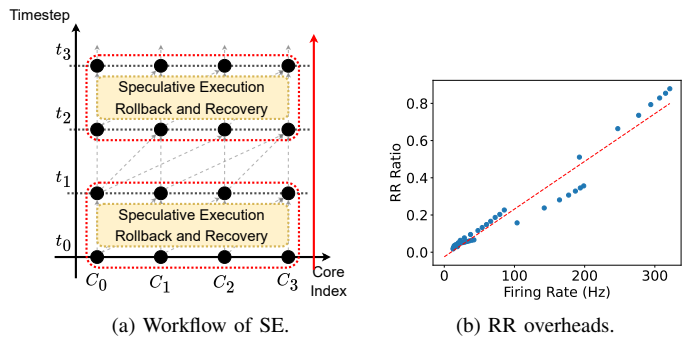 Timestep
t3
Speculative Execution
Rollback and Recovery
t2
t1
Speculative Execution
Rollback and Recovery
t0
C0 C1 C2 C3
Core
Index
(a) Workflow of SE.
RR Ratio
0.8
0.6
0.4
0.2
0.0
0 100 200 300
Firing Rate (Hz)
(b) RR overheads.